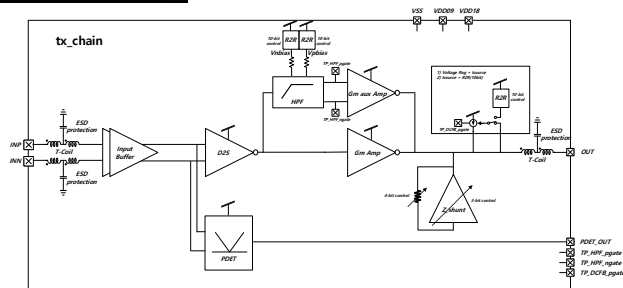 VSS VDD09 VDD18
tx_chain
10-bit control
R2R
R2R
10-bit control
Vnbias
Vpbias
TP_HPF_pgate
HPF
TP_HPF_ngate
Gm aux Amp
1) Voltage Reg + Isource
2) Isource + R2R(10bit)
R2R
10-bit control
TP_DCFB_pgate
ESD protection
INP
INN
T-Coil
ESD protection
Input Buffer
D2S
Gm Amp
ESD protection
T-Coil
OUT
4-bit control
Z_shunt
3-bit control
PDET
PDET_OUT
TP_HPF_pgate
TP_HPF_ngate
TP_DCFB_pgate